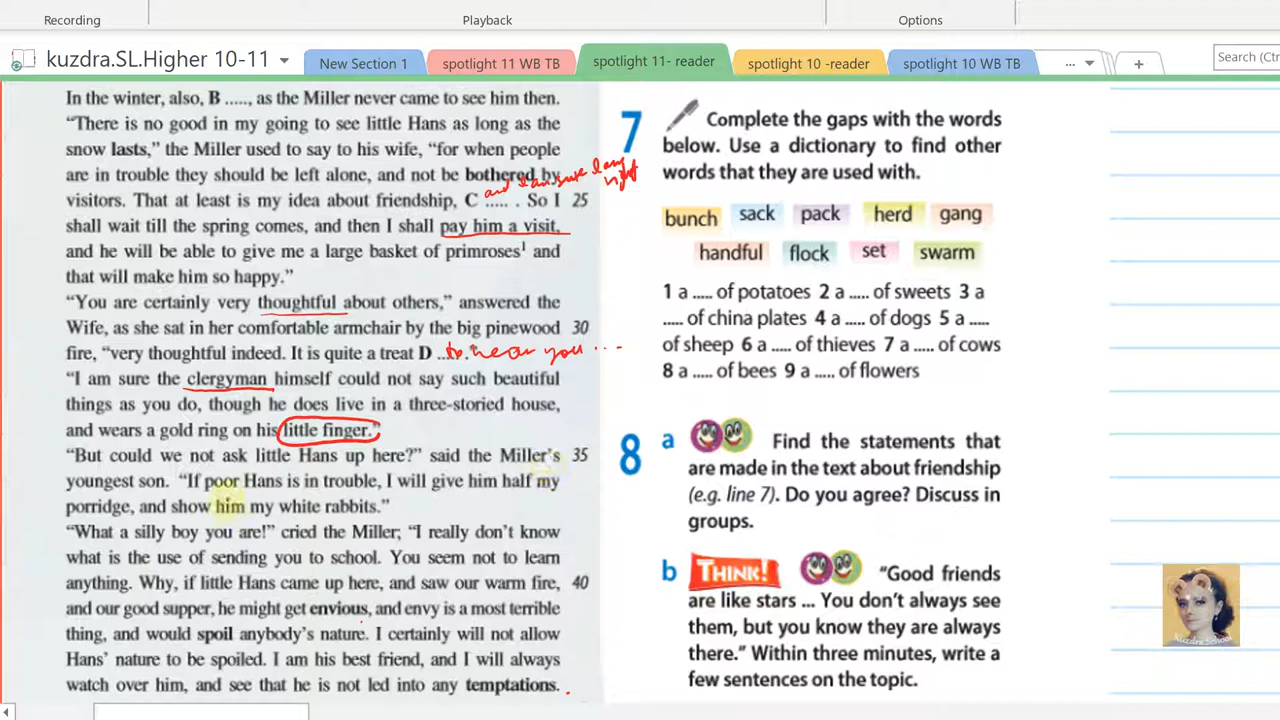 Recording Playback Options
kuzdra.SL.Higher 10-11 New Section 1 spotlight 11 WB TB spotlight 11- reader spotlight 10 -reader spotlight 10 WB TB ... + Search (Ctr
In the winter, also, B ....., as the Miller never came to see him then.
“There is no good in my going to see little Hans as long as the
snow lasts,” the Miller used to say to his wife, “for when people
are in trouble they should be left alone, and not be bothered by
and I am sure I am right
visitors. That at least is my idea about friendship, C ..... . So I 25
shall wait till the spring comes, and then I shall pay him a visit,
and he will be able to give me a large basket of primroses¹ and
that will make him so happy.”
“You are certainly very thoughtful about others,” answered the
Wife, as she sat in her comfortable armchair by the big pinewood 30
fire, “very thoughtful indeed. It is quite a treat D ..... to hear you ...
“I am sure the clergyman himself could not say such beautiful
things as you do, though he does live in a three-storied house,
and wears a gold ring on his little finger.”
“But could we not ask little Hans up here?” said the Miller’s 35
youngest son. “If poor Hans is in trouble, I will give him half my
porridge, and show him my white rabbits.”
“What a silly boy you are!” cried the Miller; “I really don’t know
what is the use of sending you to school. You seem not to learn
anything. Why, if little Hans came up here, and saw our warm fire, 40
and our good supper, he might get envious, and envy is a most terrible
thing, and would spoil anybody’s nature. I certainly will not allow
Hans’ nature to be spoiled. I am his best friend, and I will always
watch over him, and see that he is not led into any temptations.
7 Complete the gaps with the words
below. Use a dictionary to find other
words that they are used with.
bunch sack pack herd gang
handful flock set swarm
1 a ..... of potatoes 2 a ..... of sweets 3 a
..... of china plates 4 a ..... of dogs 5 a .....
of sheep 6 a ..... of thieves 7 a ..... of cows
8 a ..... of bees 9 a ..... of flowers
8 a Find the statements that
are made in the text about friendship
(e.g. line 7). Do you agree? Discuss in
groups.
b THINK! “Good friends
are like stars ... You don’t always see
them, but you know they are always
there.” Within three minutes, write a
few sentences on the topic.
kuzdra.School